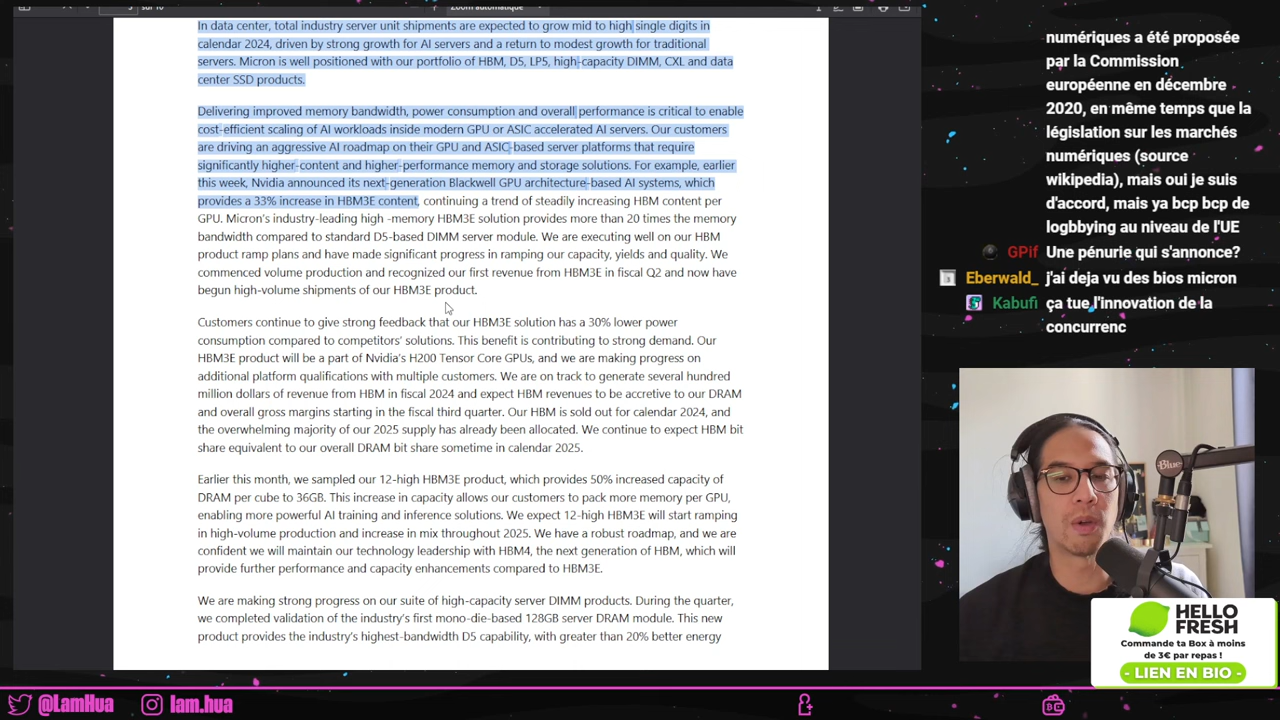 Zoom automatique
In data center, total industry server unit shipments are expected to grow mid to high single digits in
calendar 2024, driven by strong growth for AI servers and a return to modest growth for traditional
servers. Micron is well positioned with our portfolio of HBM, D5, LP5, high-capacity DIMM, CXL and data
center SSD products.
Delivering improved memory bandwidth, power consumption and overall performance is critical to enable
cost-efficient scaling of AI workloads inside modern GPU or ASIC accelerated AI servers. Our customers
are driving an aggressive AI roadmap on their GPU and ASIC-based server platforms that require
significantly higher-content and higher-performance memory and storage solutions. For example, earlier
this week, Nvidia announced its next-generation Blackwell GPU architecture-based AI systems, which
provides a 33% increase in HBM3E content, continuing a trend of steadily increasing HBM content per
GPU. Micron's industry-leading high -memory HBM3E solution provides more than 20 times the memory
bandwidth compared to standard D5-based DIMM server module. We are executing well on our HBM
product ramp plans and have made significant progress in ramping our capacity, yields and quality. We
commenced volume production and recognized our first revenue from HBM3E in fiscal Q2 and now have
begun high-volume shipments of our HBM3E product.
Customers continue to give strong feedback that our HBM3E solution has a 30% lower power
consumption compared to competitors' solutions. This benefit is contributing to strong demand. Our
HBM3E product will be a part of Nvidia's H200 Tensor Core GPUs, and we are making progress on
additional platform qualifications with multiple customers. We are on track to generate several hundred
million dollars of revenue from HBM in fiscal 2024 and expect HBM revenues to be accretive to our DRAM
and overall gross margins starting in the fiscal third quarter. Our HBM is sold out for calendar 2024, and
the overwhelming majority of our 2025 supply has already been allocated. We continue to expect HBM bit
share equivalent to our overall DRAM bit share sometime in calendar 2025.
Earlier this month, we sampled our 12-high HBM3E product, which provides 50% increased capacity of
DRAM per cube to 36GB. This increase in capacity allows our customers to pack more memory per GPU,
enabling more powerful AI training and inference solutions. We expect 12-high HBM3E will start ramping
in high-volume production and increase in mix throughout 2025. We have a robust roadmap, and we are
confident we will maintain our technology leadership with HBM4, the next generation of HBM, which will
provide further performance and capacity enhancements compared to HBM3E.
We are making strong progress on our suite of high-capacity server DIMM products. During the quarter,
we completed validation of the industry's first mono-die-based 128GB server DRAM module. This new
product provides the industry's highest-bandwidth D5 capability, with greater than 20% better energy
numériques a été proposée
par la Commission
européenne en décembre
2020, en même temps que la
législation sur les marchés
numériques (source
wikipedia), mais oui je suis
d'accord, mais ya bcp bcp de
logbbying au niveau de l'UE
GPif Une pénurie qui s'annonce?
Eberwald_ j'ai deja vu des bios micron
Kabufi ça tue l'innovation de la
concurrenc
Blue
HELLO
FRESH
Commande ta Box à moins
de 3€ par repas !
- LIEN EN BIO -
@LamHua
lam.hua